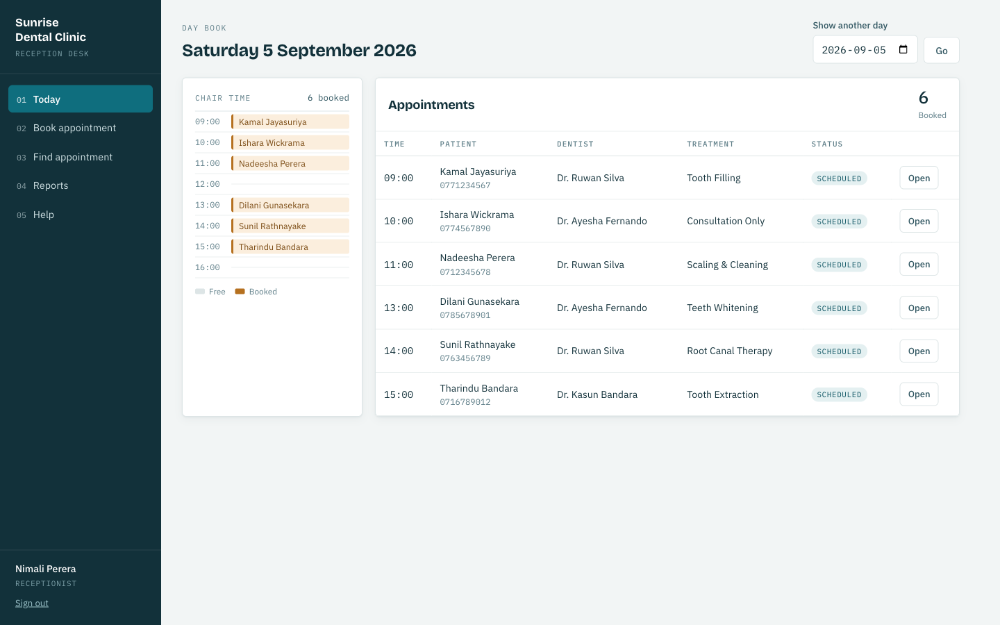 Sunrise
Dental Clinic
RECEPTION DESK
01 Today
02 Book appointment
03 Find appointment
04 Reports
05 Help
Nimali Perera
RECEPTIONIST
Sign out
DAY BOOK
Saturday 5 September 2026
Show another day
2026-09-05
Go
CHAIR TIME 6 booked
09:00 Kamal Jayasuriya
10:00 Ishara Wickrama
11:00 Nadeesha Perera
12:00
13:00 Dilani Gunasekara
14:00 Sunil Rathnayake
15:00 Tharindu Bandara
16:00
Free Booked
Appointments
6
Booked
TIME PATIENT DENTIST TREATMENT STATUS
09:00 Kamal Jayasuriya Dr. Ruwan Silva Tooth Filling SCHEDULED Open
0771234567
10:00 Ishara Wickrama Dr. Ayesha Fernando Consultation Only SCHEDULED Open
0774567890
11:00 Nadeesha Perera Dr. Ruwan Silva Scaling & Cleaning SCHEDULED Open
0712345678
13:00 Dilani Gunasekara Dr. Ayesha Fernando Teeth Whitening SCHEDULED Open
0785678901
14:00 Sunil Rathnayake Dr. Ruwan Silva Root Canal Therapy SCHEDULED Open
0763456789
15:00 Tharindu Bandara Dr. Kasun Bandara Tooth Extraction SCHEDULED Open
0716789012